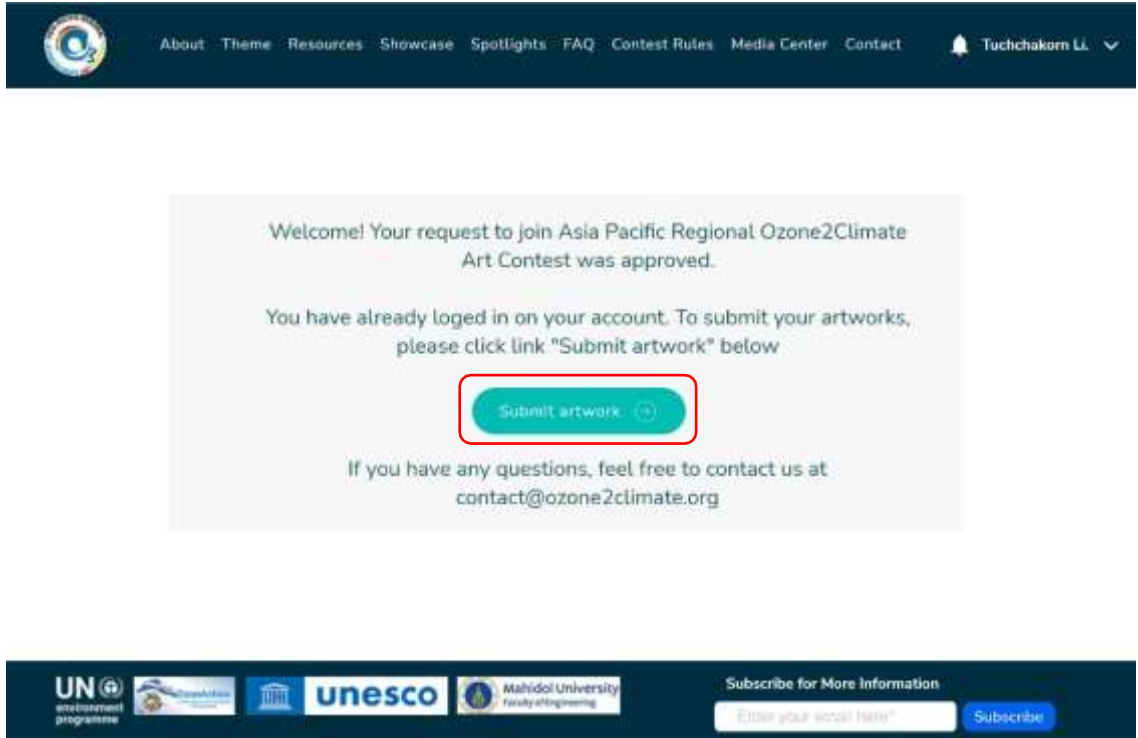 About Theme Resources Showcase Spotlights FAQ Contest Rules Media Center Contact Tuchchakorn Li.
Welcome! Your request to join Asia Pacific Regional Ozone2Climate
Art Contest was approved.
You have already loged in on your account. To submit your artworks,
please click link "Submit artwork" below
Submit artwork
If you have any questions, feel free to contact us at
contact@ozone2climate.org
UN
environment
programme
OzonAction
unesco
Mahidol University
Faculty of Engineering
Subscribe for More Information
Enter your email here*
Subscribe